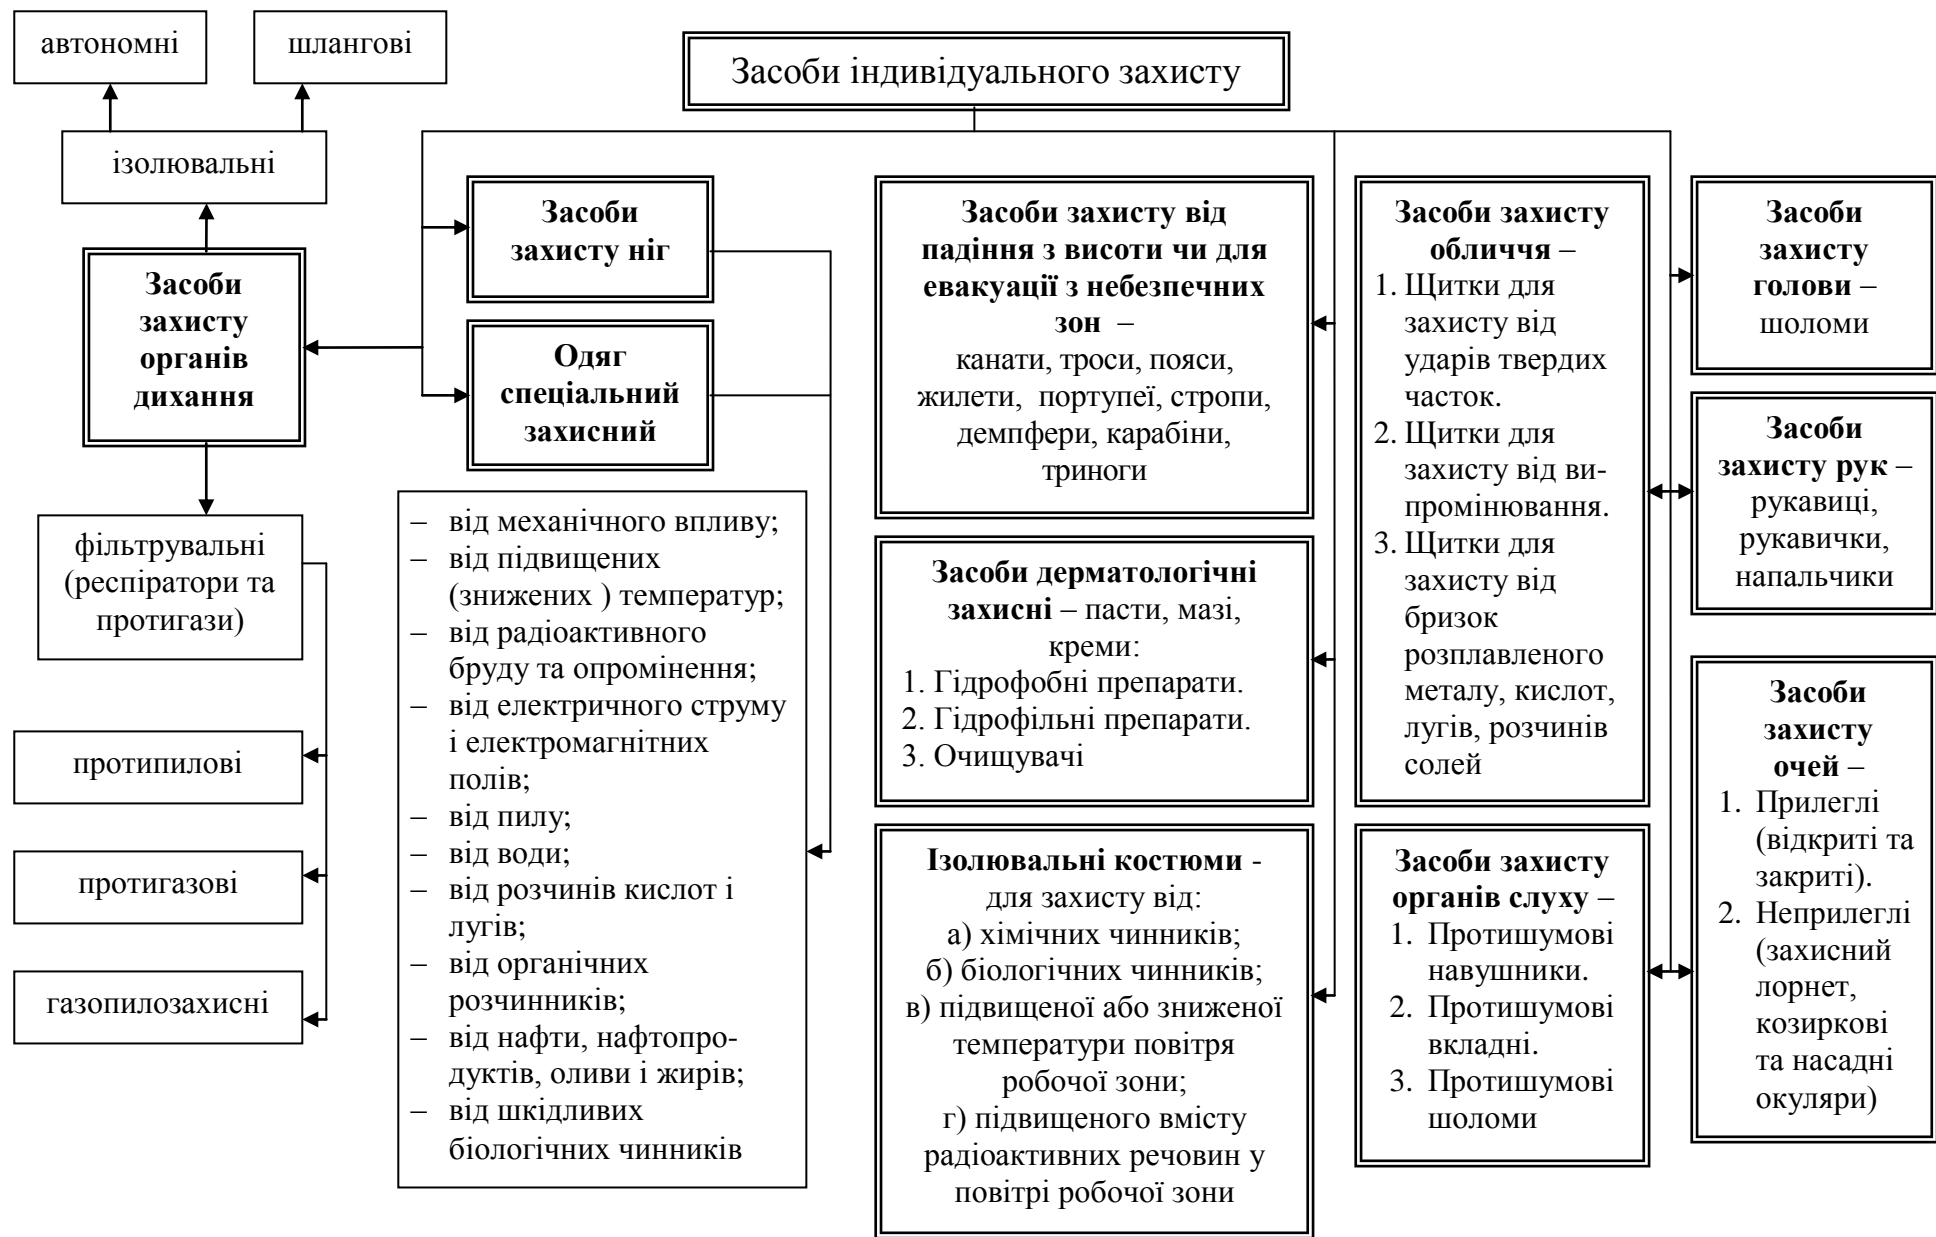 автономні
шлангові
Засоби індивідуального захисту
ізолювальні
Засоби
захисту
органів
дихання
фільтрувальні
(респіратори та
протигази)
протипилові
протигазові
газопилозахисні
Засоби
захисту ніг
Одяг
спеціальний
захисний
– від механічного впливу;
– від підвищених
(знижених ) температур;
– від радіоактивного
бруду та опромінення;
– від електричного струму
і електромагнітних
полів;
– від пилу;
– від води;
– від розчинів кислот і
лугів;
– від органічних
розчинників;
– від нафти, нафтопро-
дуктів, оливи і жирів;
– від шкідливих
біологічних чинників
Засоби захисту від
падіння з висоти чи для
евакуації з небезпечних
зон –
канати, троси, пояси,
жилети, портупеї, стропи,
демпфери, карабіни,
триноги
Засоби дерматологічні
захисні – пасти, мазі,
креми:
1. Гідрофобні препарати.
2. Гідрофільні препарати.
3. Очищувачі
Ізолювальні костюми -
для захисту від:
а) хімічних чинників;
б) біологічних чинників;
в) підвищеної або зниженої
температури повітря
робочої зони;
г) підвищеного вмісту
радіоактивних речовин у
повітрі робочої зони
Засоби захисту
обличчя –
1. Щитки для
захисту від
ударів твердих
часток.
2. Щитки для
захисту від ви-
промінювання.
3. Щитки для
захисту від
бризок
розплавленого
металу, кислот,
лугів, розчинів
солей
Засоби захисту
органів слуху –
1. Протишумові
навушники.
2. Протишумові
вкладні.
3. Протишумові
шоломи
Засоби
захисту
голови –
шоломи
Засоби
захисту рук –
рукавиці,
рукавички,
напальчики
Засоби
захисту
очей –
1. Прилеглі
(відкриті та
закриті).
2. Неприлеглі
(захисний
лорнет,
козиркові
та насадні
окуляри)